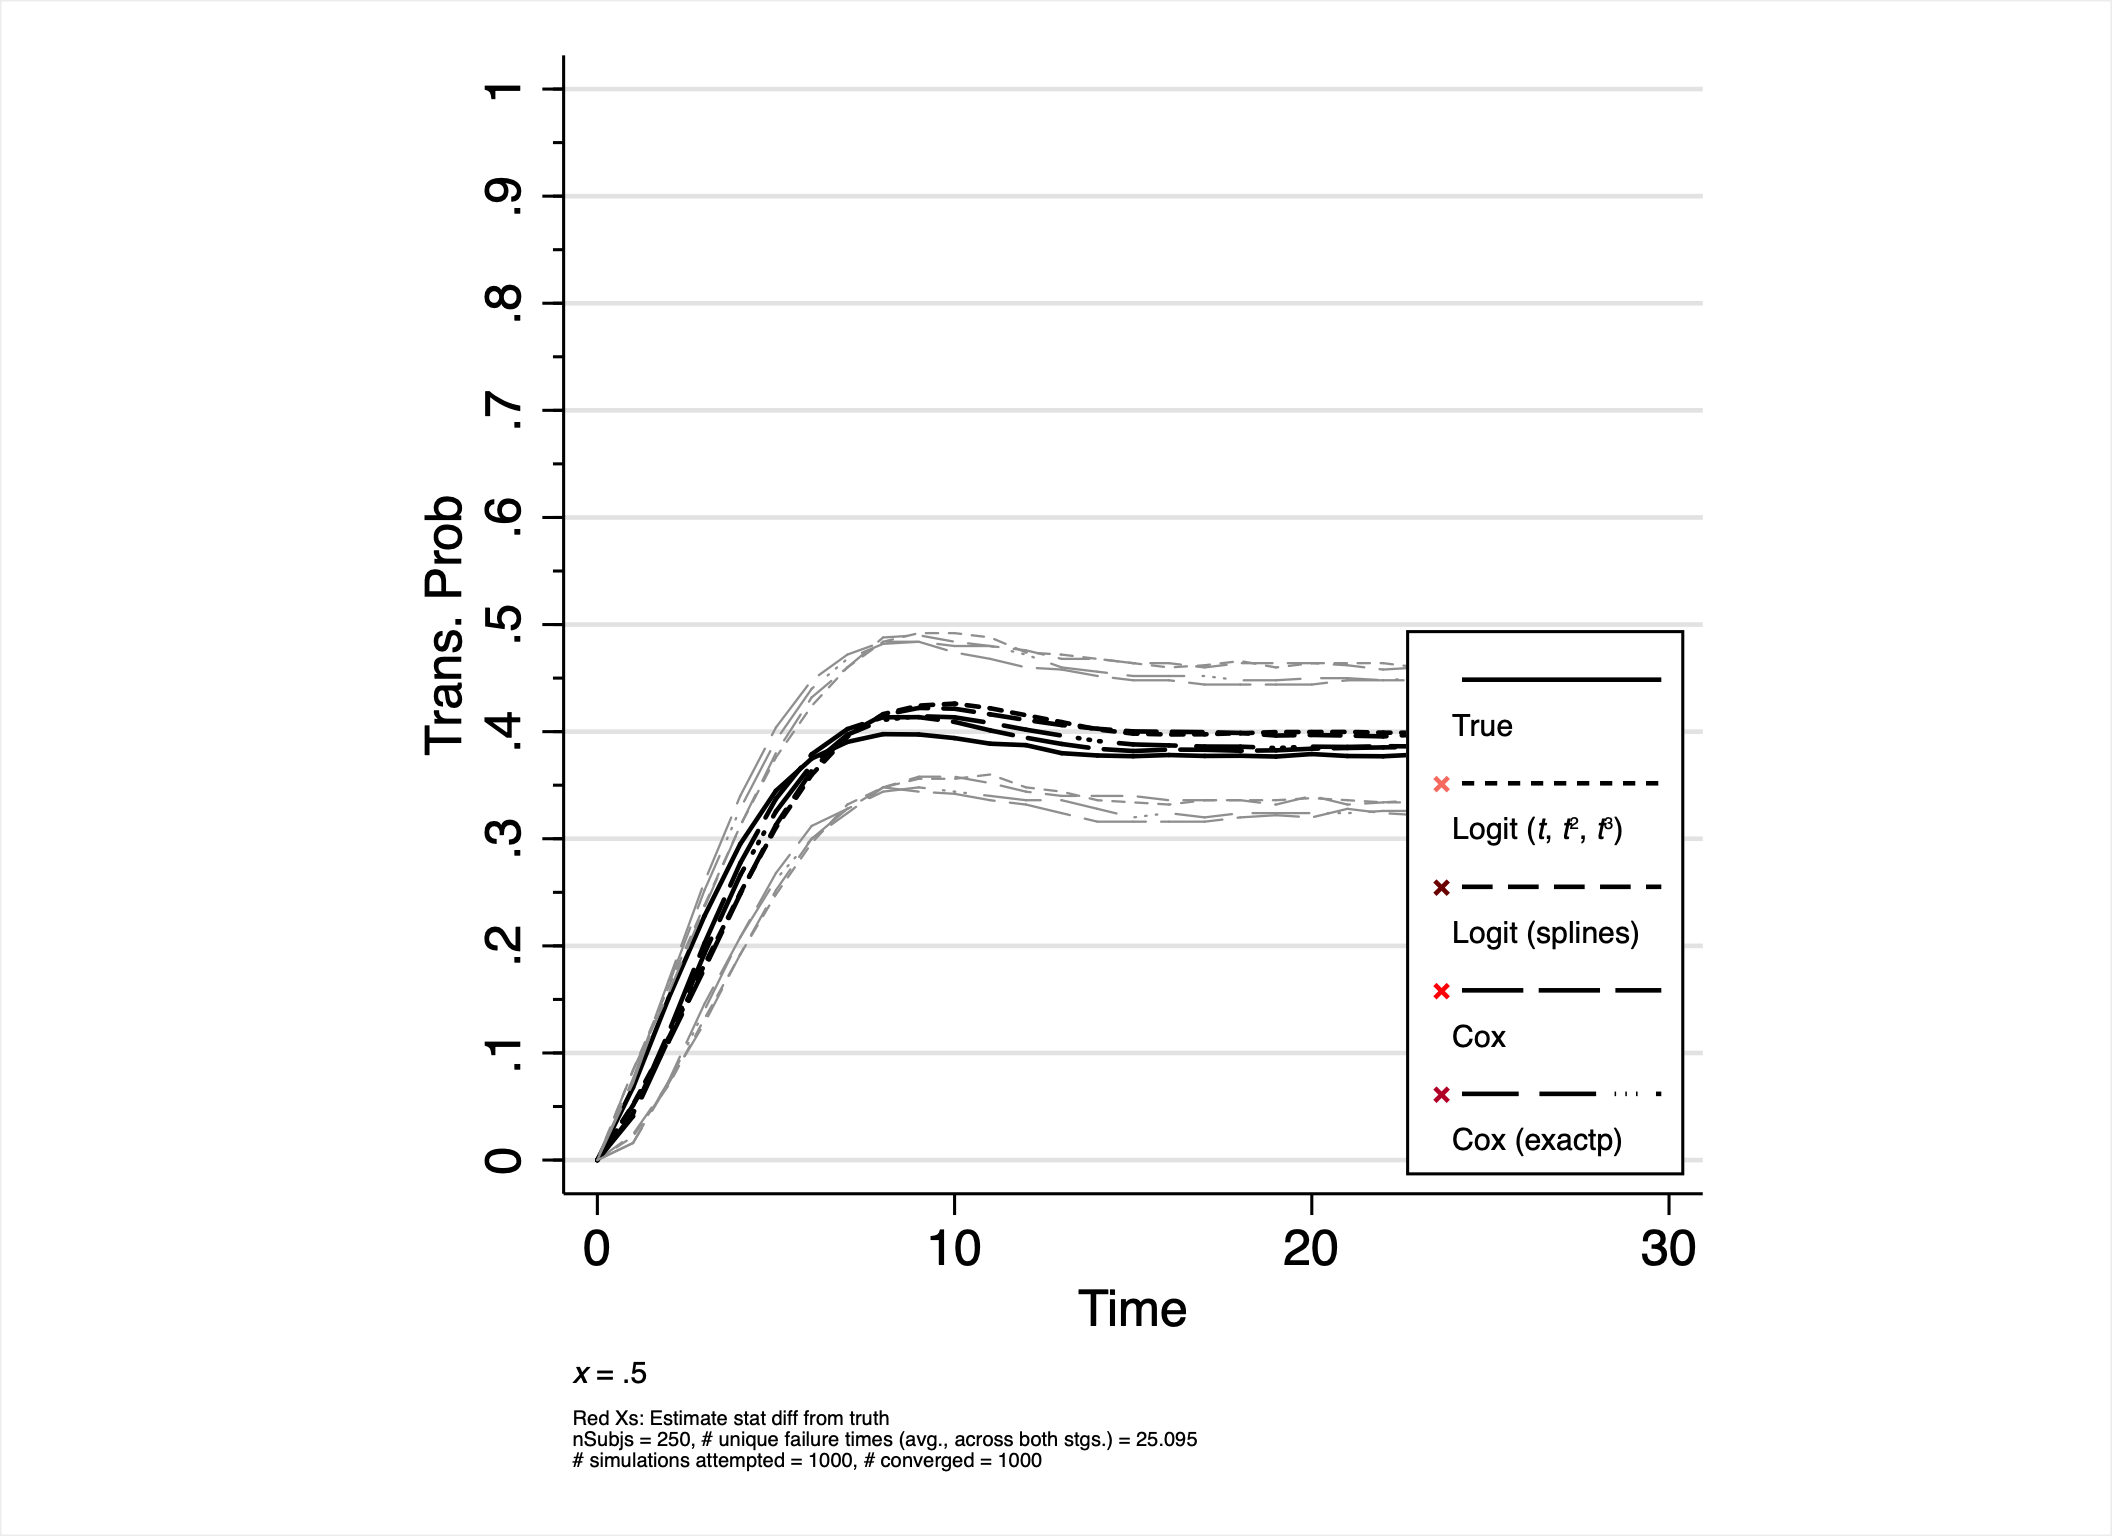 1
.9
.8
.7
.6
.5
.4
.3
.2
.1
0
Trans. Prob
0 10 20 30
Time
True
Logit (t, t², t³)
Logit (splines)
Cox
Cox (exactp)
x = .5
Red Xs: Estimate stat diff from truth
nSubjs = 250, # unique failure times (avg., across both stgs.) = 25.095
# simulations attempted = 1000, # converged = 1000